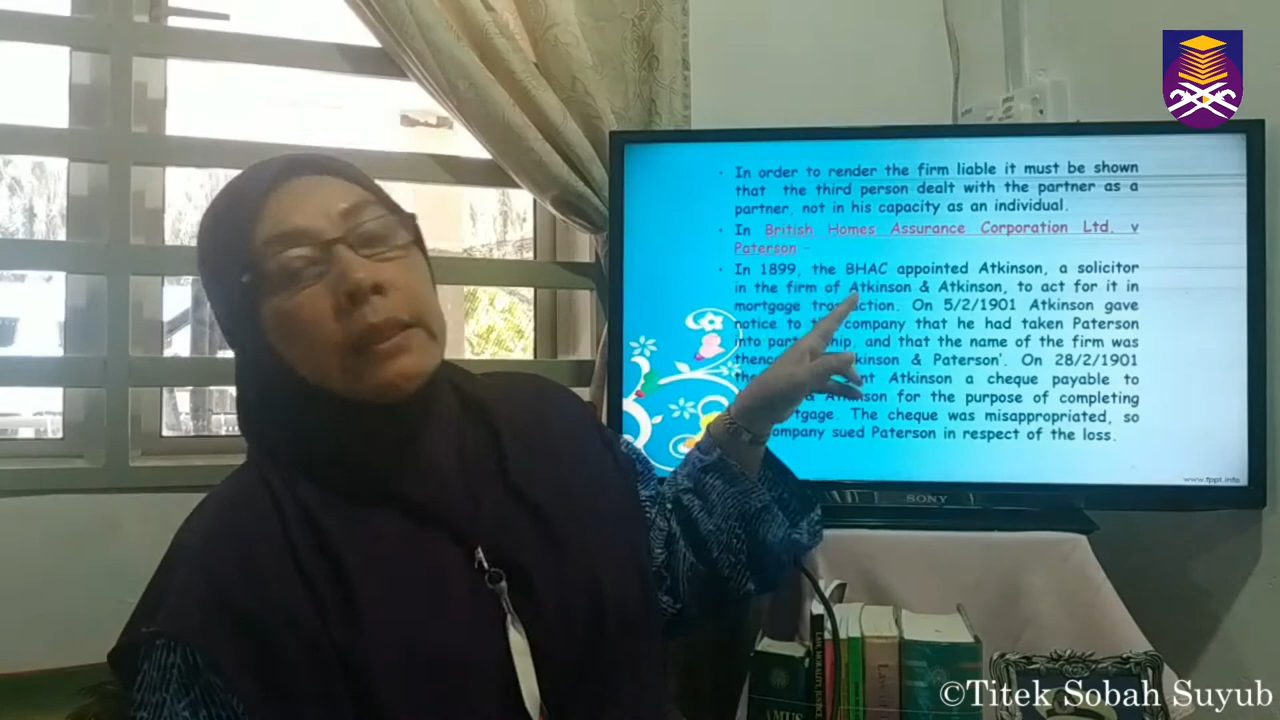 In order to render the firm liable it must be shown
that the third person dealt with the partner as a
partner, not in his capacity as an individual.
In British Homes Assurance Corporation Ltd. v
Paterson -
In 1899, the BHAC appointed Atkinson, a solicitor
in the firm of Atkinson & Atkinson, to act for it in
mortgage transaction. On 5/2/1901 Atkinson gave
notice to the company that he had taken Paterson
into partnership, and that the name of the firm was
Atkinson & Paterson'. On 28/2/1901
Atkinson a cheque payable to
& Atkinson for the purpose of completing
The cheque was misappropriated, so
company sued Paterson in respect of the loss.
www.fppt.info
SONY
LAW, MORALITY,
LAW
©Titek Sobah Suyub